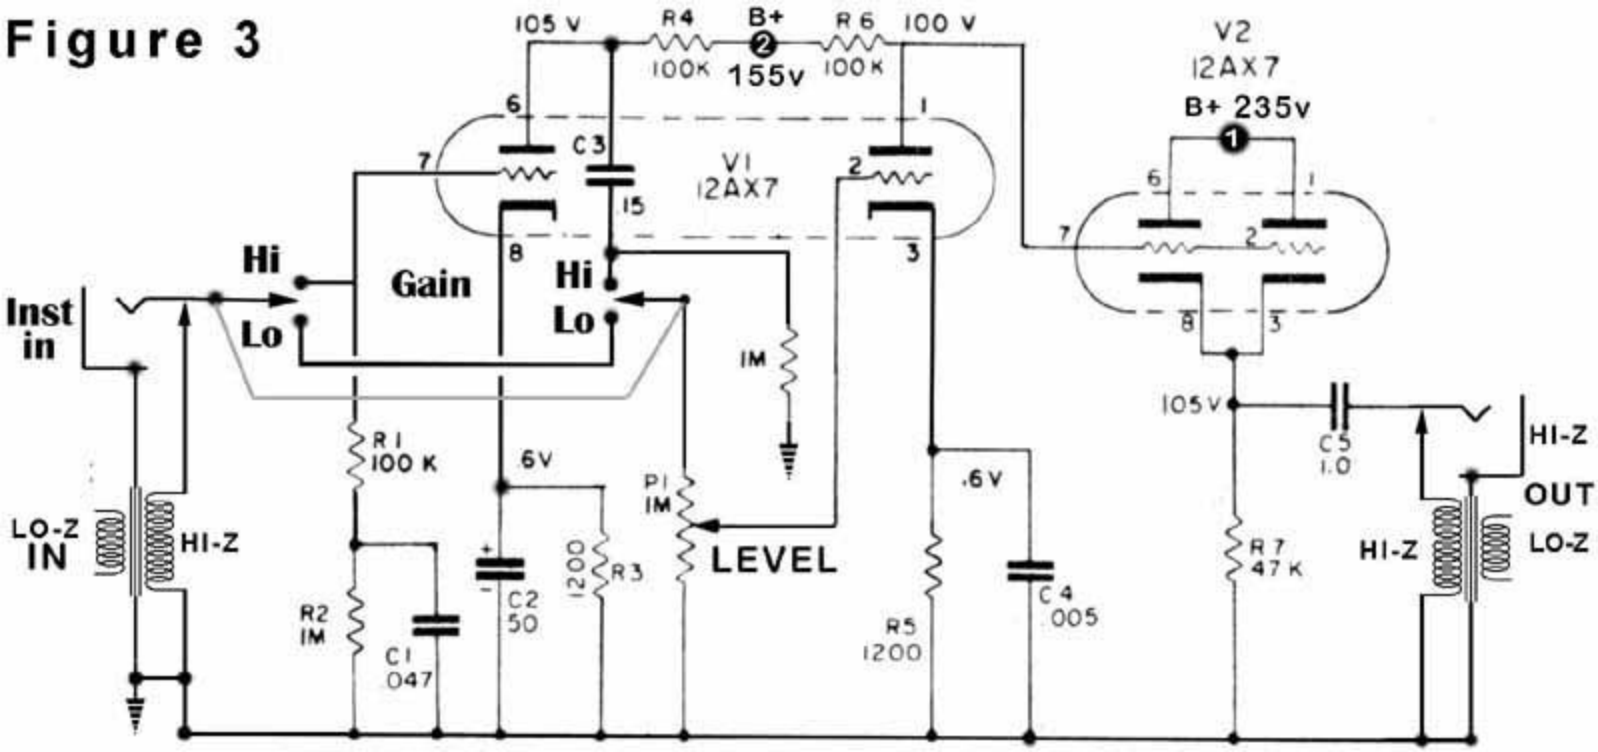 Figure 3
105 V
R4
100K
B+
2
155v
R6
100K
100 V
V2
12AX7
B+ 235v
1
6
7
C3
.15
V1
12AX7
2
1
8
3
6
1
7
2
8
3
Inst
in
Hi
Lo
Gain
Hi
Lo
1M
105V
C5
1.0
HI-Z
OUT
LO-Z
HI-Z
LO-Z
IN
HI-Z
R1
100 K
R2
1M
C1
.047
.6V
+
-
C2
50
1200
R3
P1
1M
LEVEL
.6V
R5
1200
C4
.005
R7
47K